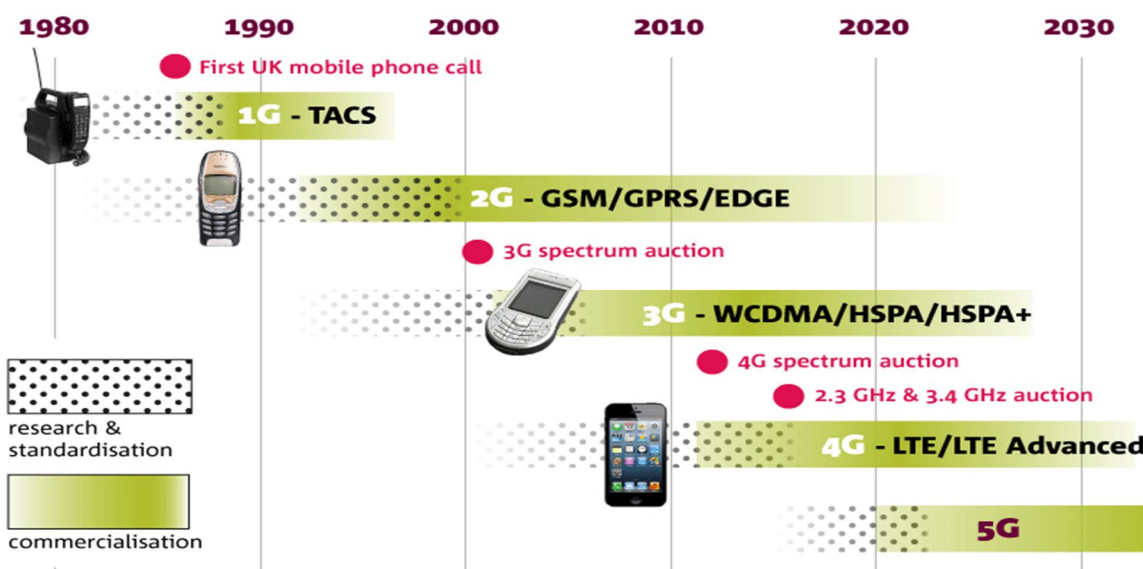 1980 1990 2000 2010 2020 2030
First UK mobile phone call
1G - TACS
2G - GSM/GPRS/EDGE
3G spectrum auction
3G - WCDMA/HSPA/HSPA+
4G spectrum auction
2.3 GHz & 3.4 GHz auction
4G - LTE/LTE Advanced
5G
research &
standardisation
commercialisation